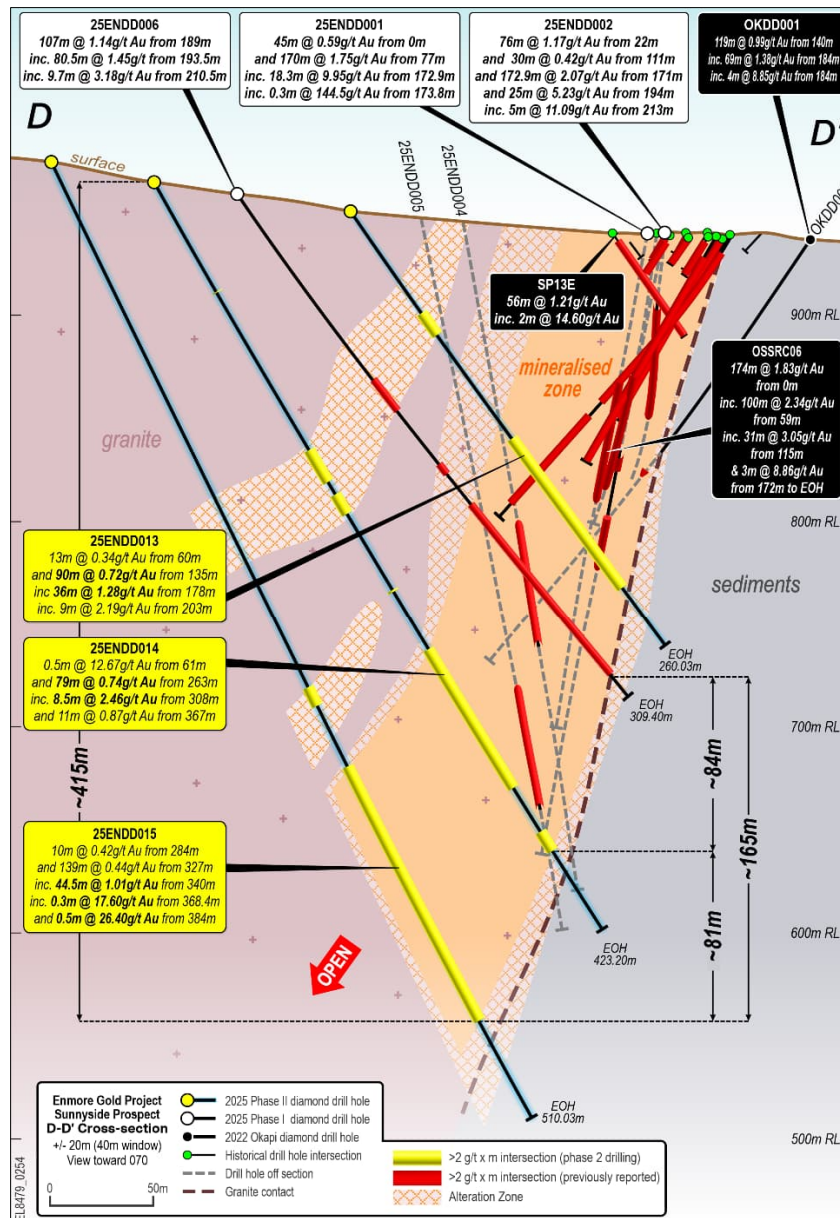 25ENDD006
107m @ 1.14g/t Au from 189m
inc. 80.5m @ 1.45g/t Au from 193.5m
inc. 9.7m @ 3.18g/t Au from 210.5m
25ENDD001
45m @ 0.59g/t Au from 0m
and 170m @ 1.75g/t Au from 77m
inc. 18.3m @ 9.95g/t Au from 172.9m
inc. 0.3m @ 144.5g/t Au from 173.8m
25ENDD002
76m @ 1.17g/t Au from 22m
and 30m @ 0.42g/t Au from 111m
and 172.9m @ 2.07g/t Au from 171m
and 25m @ 5.23g/t Au from 194m
inc. 5m @ 11.09g/t Au from 213m
OKDD001
119m @ 0.99g/t Au from 140m
inc. 69m @ 1.38g/t Au from 184m
inc. 4m @ 8.85g/t Au from 184m
D
D'
surface
25ENDD005
25ENDD004
SP13E
56m @ 1.21g/t Au
inc. 2m @ 14.60g/t Au
900m RL
mineralised
zone
OSSRC06
174m @ 1.83g/t Au
from 0m
inc. 100m @ 2.34g/t Au
from 59m
inc. 31m @ 3.05g/t Au
from 115m
& 3m @ 8.86g/t Au
from 172m to EOH
granite
800m RL
sediments
25ENDD013
13m @ 0.34g/t Au from 60m
and 90m @ 0.72g/t Au from 135m
inc 36m @ 1.28g/t Au from 178m
inc. 9m @ 2.19g/t Au from 203m
25ENDD014
0.5m @ 12.67g/t Au from 61m
and 79m @ 0.74g/t Au from 263m
inc. 8.5m @ 2.46g/t Au from 308m
and 11m @ 0.87g/t Au from 367m
EOH
260.03m
EOH
309.40m
700m RL
~415m
~84m
~165m
~81m
25ENDD015
10m @ 0.42g/t Au from 284m
and 139m @ 0.44g/t Au from 327m
inc. 44.5m @ 1.01g/t Au from 340m
inc. 0.3m @ 17.60g/t Au from 368.4m
and 0.5m @ 26.40g/t Au from 384m
OPEN
EOH
423.20m
600m RL
EOH
510.03m
500m RL
Enmore Gold Project
Sunnyside Prospect
D-D' Cross-section
+/- 20m (40m window)
View toward 070
0 50m
2025 Phase II diamond drill hole
2025 Phase I diamond drill hole
2022 Okapi diamond drill hole
Historical drill hole intersection
Drill hole off section
Granite contact
>2 g/t x m intersection (phase 2 drilling)
>2 g/t x m intersection (previously reported)
Alteration Zone
EL8479_0254